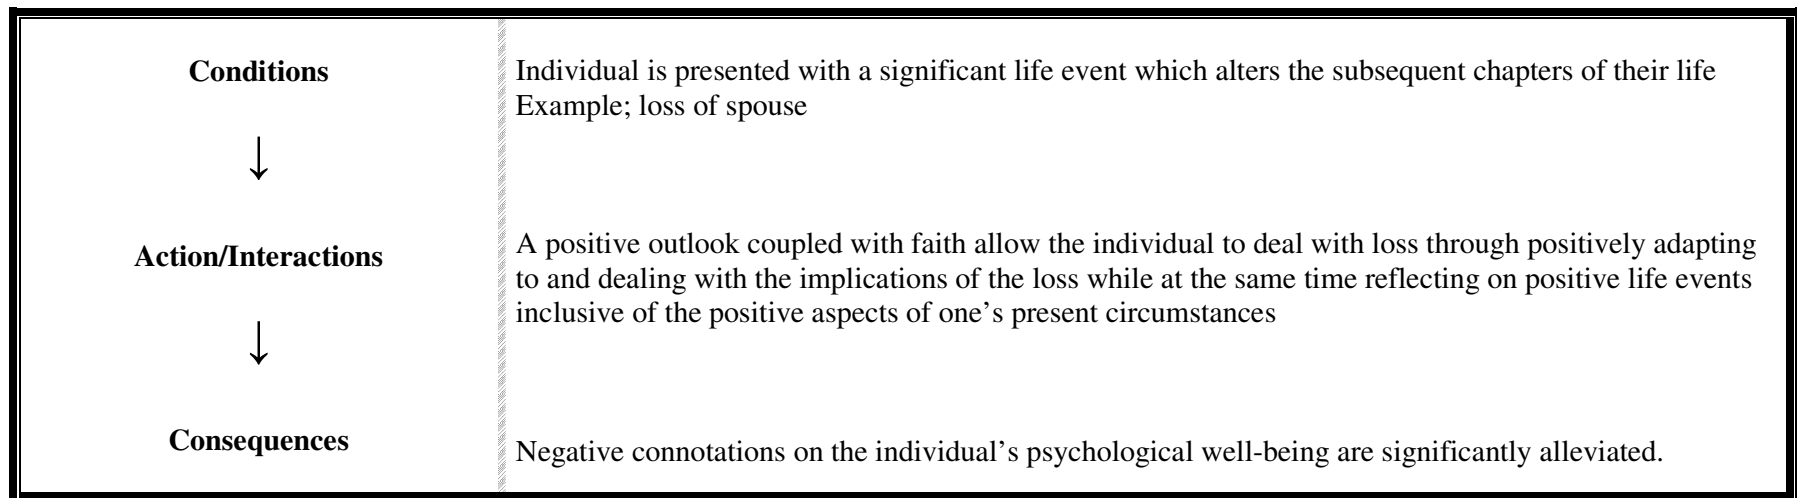 Conditions
Individual is presented with a significant life event which alters the subsequent chapters of their life
Example; loss of spouse
↓
Action/Interactions
A positive outlook coupled with faith allow the individual to deal with loss through positively adapting
to and dealing with the implications of the loss while at the same time reflecting on positive life events
inclusive of the positive aspects of one’s present circumstances
↓
Consequences
Negative connotations on the individual’s psychological well-being are significantly alleviated.